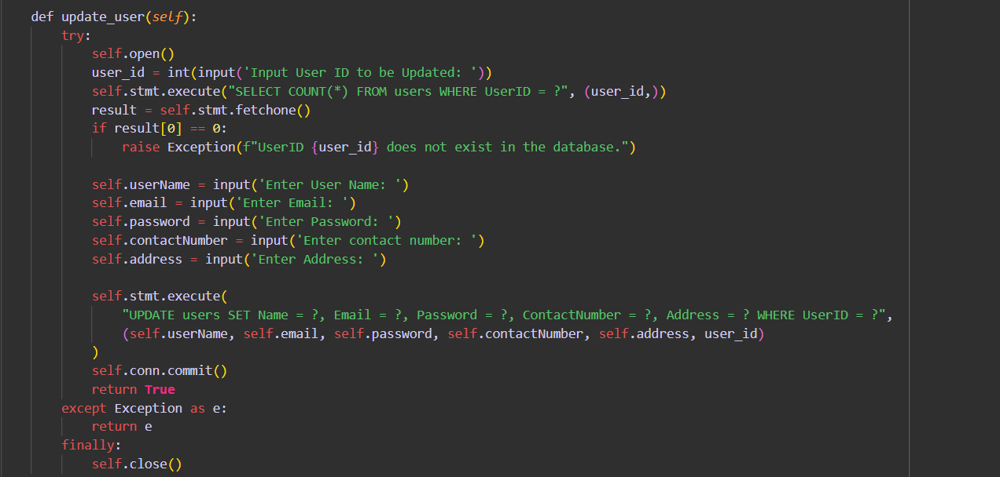 def update_user(self):
    try:
        self.open()
        user_id = int(input('Input User ID to be Updated: '))
        self.stmt.execute("SELECT COUNT(*) FROM users WHERE UserID = ?", (user_id,))
        result = self.stmt.fetchone()
        if result[0] == 0:
            raise Exception(f"UserID {user_id} does not exist in the database.")

        self.userName = input('Enter User Name: ')
        self.email = input('Enter Email: ')
        self.password = input('Enter Password: ')
        self.contactNumber = input('Enter contact number: ')
        self.address = input('Enter Address: ')

        self.stmt.execute(
            "UPDATE users SET Name = ?, Email = ?, Password = ?, ContactNumber = ?, Address = ? WHERE UserID = ?",
            (self.userName, self.email, self.password, self.contactNumber, self.address, user_id)
        )
        self.conn.commit()
        return True
    except Exception as e:
        return e
    finally:
        self.close()